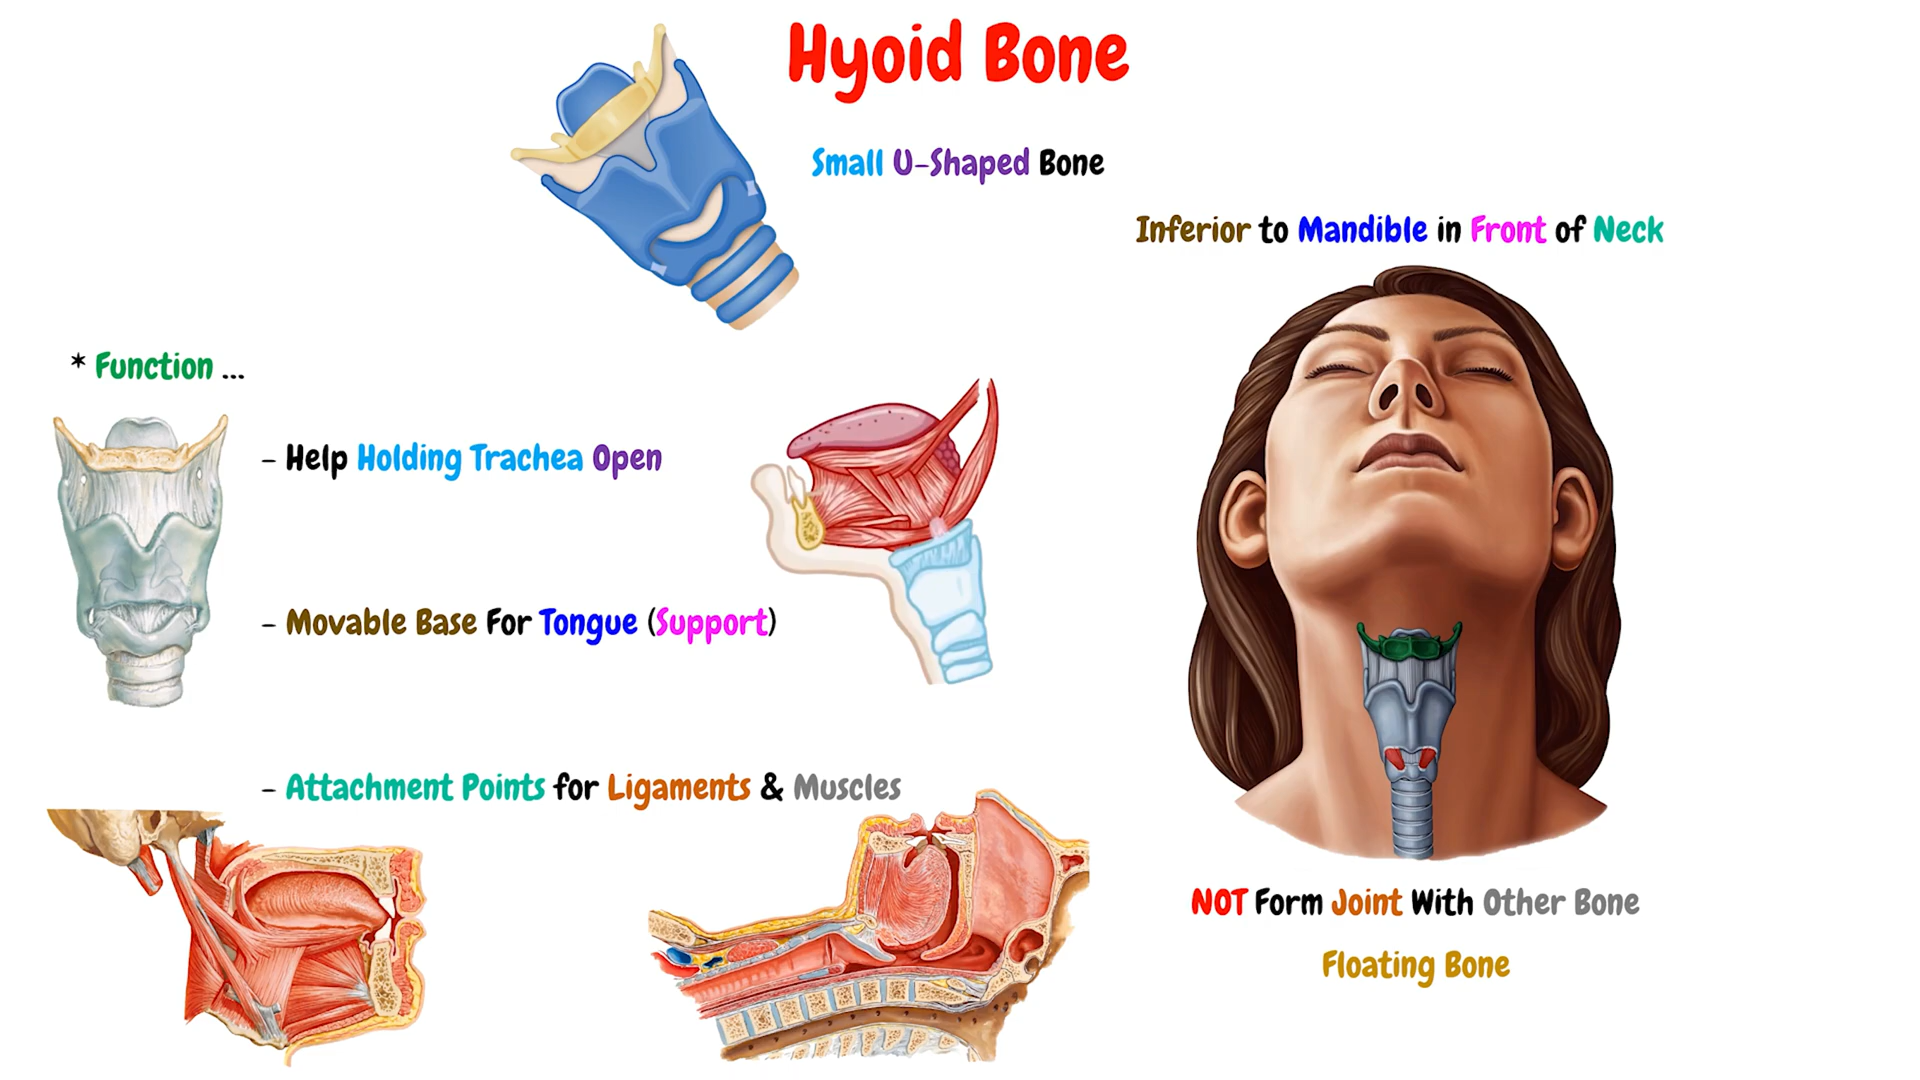 Hyoid Bone
Small U-Shaped Bone
Inferior to Mandible in Front of Neck
* Function ...
- Help Holding Trachea Open
- Movable Base For Tongue (Support)
- Attachment Points for Ligaments & Muscles
NOT Form Joint With Other Bone
Floating Bone